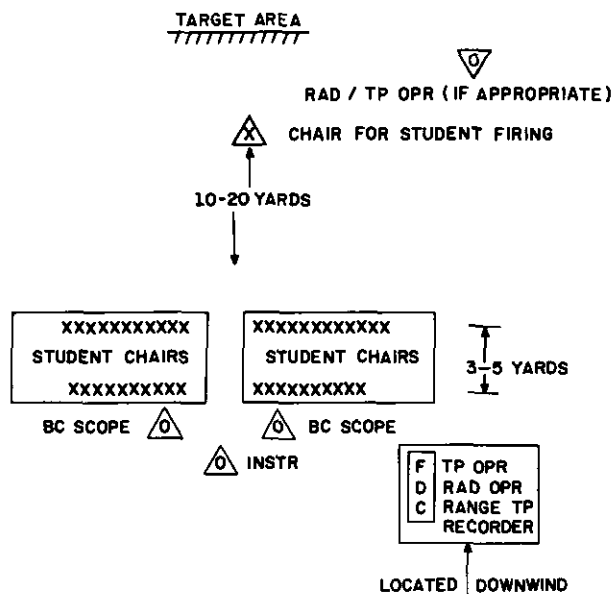 TARGET AREA
O
RAD / TP OPR (IF APPROPRIATE)
X CHAIR FOR STUDENT FIRING
10-20 YARDS
XXXXXXXXXXX XXXXXXXXXXXX
STUDENT CHAIRS STUDENT CHAIRS
3-5 YARDS
XXXXXXXXXX XXXXXXXXXX
BC SCOPE O O BC SCOPE
O INSTR
F TP OPR
D RAD OPR
C RANGE TP
RECORDER
LOCATED DOWNWIND